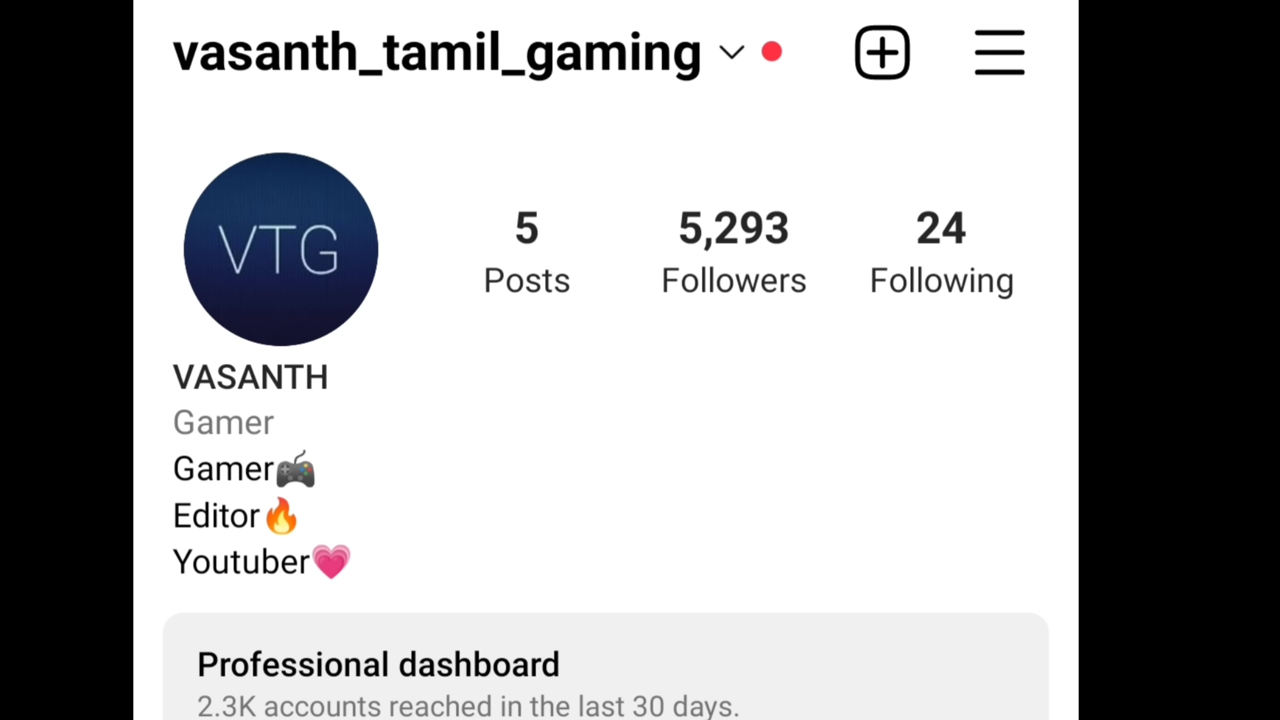 vasanth_tamil_gaming
VTG
5 5,293 24
Posts Followers Following
VASANTH
Gamer
Gamer🎮
Editor🔥
Youtuber💗
Professional dashboard
2.3K accounts reached in the last 30 days.